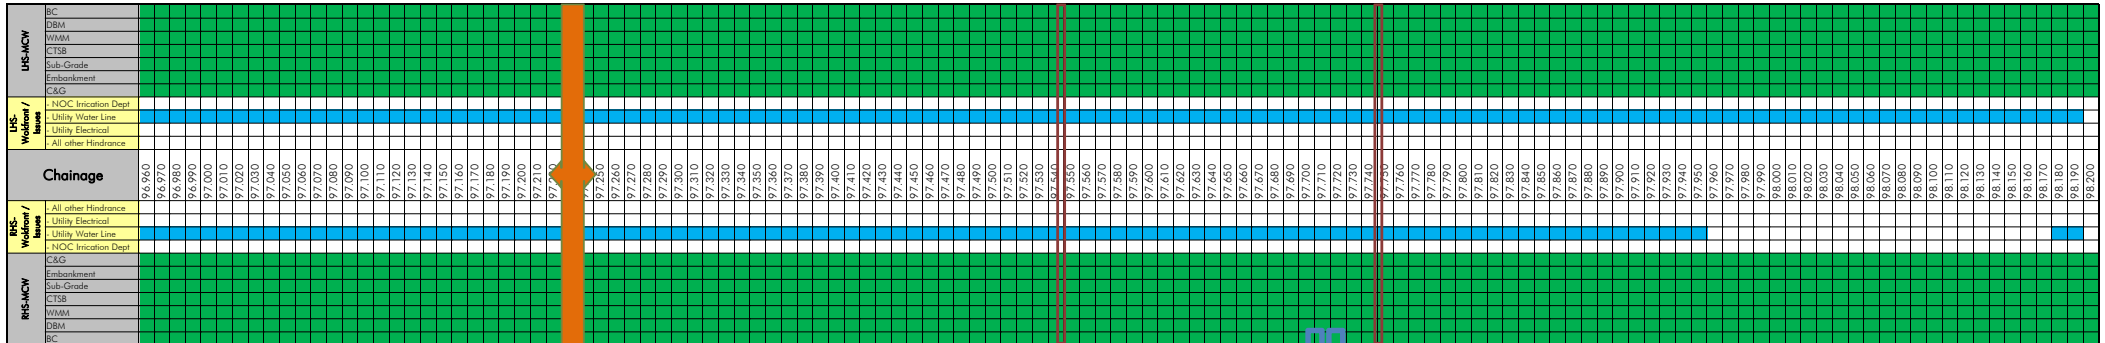 LHS-MCW
BC
DBM
WMM
CTSB
Sub-Grade
Embankment
C&G
LHS-
Wokfront /
Issues
- NOC Irrication Dept
- Utility Water Line
- Utility Electrical
- All other Hindrance
Chainage
96.960 96.970 96.980 96.990 97.000 97.010 97.020 97.030 97.040 97.050 97.060 97.070 97.080 97.090 97.100 97.110 97.120 97.130 97.140 97.150 97.160 97.170 97.180 97.190 97.200 97.210 97.250 97.260 97.270 97.280 97.290 97.300 97.310 97.320 97.330 97.340 97.350 97.360 97.370 97.380 97.390 97.400 97.410 97.420 97.430 97.440 97.450 97.460 97.470 97.480 97.490 97.500 97.510 97.520 97.530 97.540 97.550 97.560 97.570 97.580 97.590 97.600 97.610 97.620 97.630 97.640 97.650 97.660 97.670 97.680 97.690 97.700 97.710 97.720 97.730 97.740 97.750 97.760 97.770 97.780 97.790 97.800 97.810 97.820 97.830 97.840 97.850 97.860 97.870 97.880 97.890 97.900 97.910 97.920 97.930 97.940 97.950 97.960 97.970 97.980 97.990 98.000 98.010 98.020 98.030 98.040 98.050 98.060 98.070 98.080 98.090 98.100 98.110 98.120 98.130 98.140 98.150 98.160 98.170 98.180 98.190 98.200
RHS-
Wokfront /
Issues
- All other Hindrance
- Utility Electrical
- Utility Water Line
- NOC Irrication Dept
RHS-MCW
C&G
Embankment
Sub-Grade
CTSB
WMM
DBM
BC